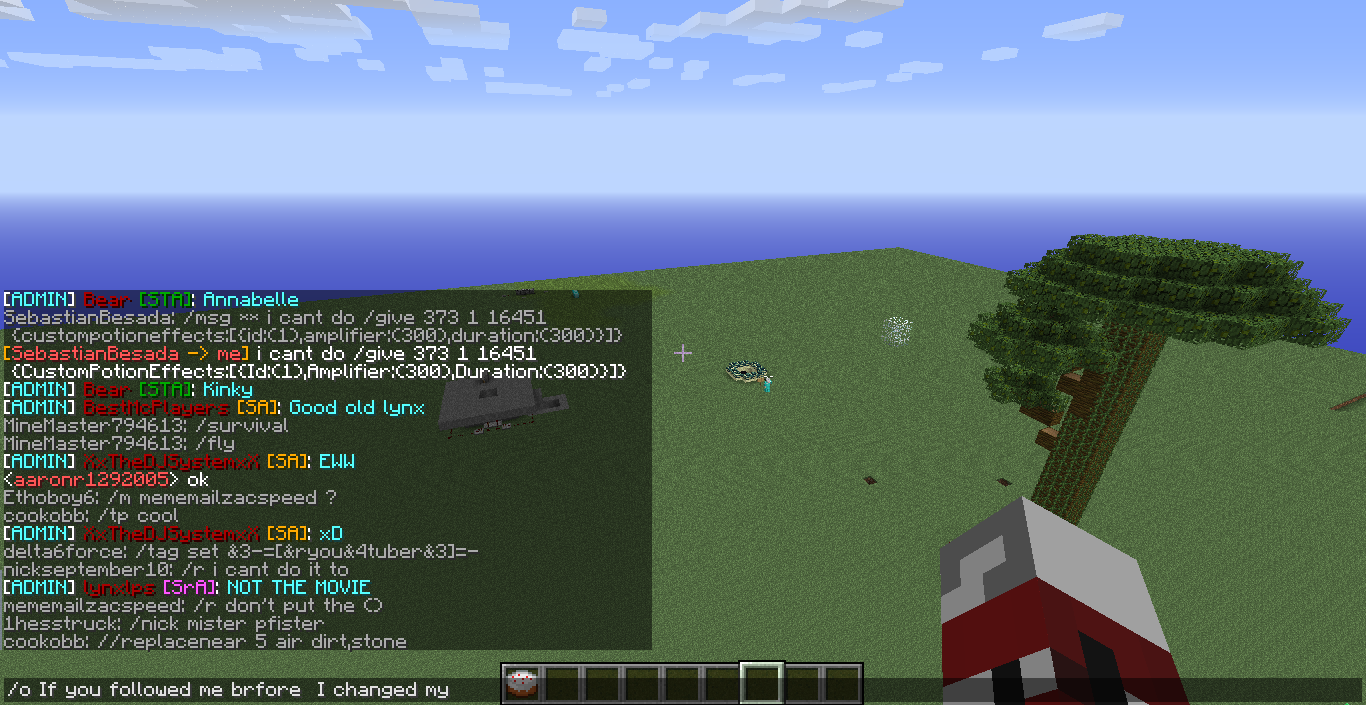 [ADMIN] Bear [STA]: Annabelle
SebastianBesada: /msg ** i cant do /give 373 1 16451
{custompotioneffects:[{id:(1),amplifier:(300),duration:(300)}]}
[SebastianBesada -> me] i cant do /give 373 1 16451
{CustomPotionEffects:[{Id:(1),Amplifier:(300),Duration:(300)}]}
[ADMIN] Bear [STA]: Kinky
[ADMIN] BestMcPlayers [SA]: Good old lynx
MineMaster794613: /survival
MineMaster794613: /fly
[ADMIN] XxTheDJSystemxX [SA]: EWW
<aaronr1292005> ok
Ethoboy6: /m mememailzacspeed ?
cookobb: /tp cool
[ADMIN] XxTheDJSystemxX [SA]: xD
delta6force: /tag set &3-=[&ryou&4tuber&3]=-
nickseptember10: /r i cant do it to
[ADMIN] lynxlps [SrA]: NOT THE MOVIE
mememailzacspeed: /r don't put the ()
1hesstruck: /nick mister pfister
cookobb: //replacenear 5 air dirt,stone
/o If you followed me brfore  I changed my